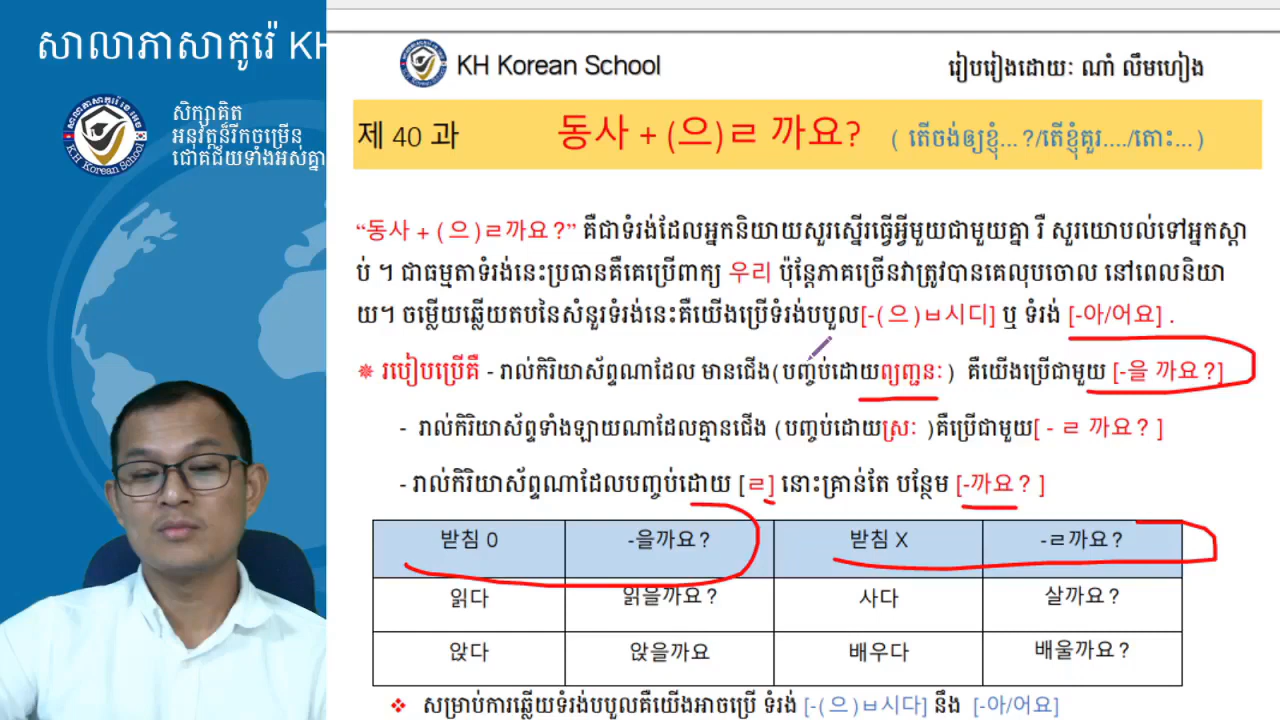 សាលាភាសាកូរ៉េ KH
សិក្សាគិត
អនុវត្តន៍រីកចម្រើន
ជោគជ័យទាំងអស់គ្នា
KH Korean School
រៀបរៀងដោយៈ ណាំ លឹមហៀង
제 40 과 동사 + (으)ㄹ 까요? ( តើចង់ឲ្យខ្ញុំ...?/តើខ្ញុំគួរ..../តោះ...)
“동사 + (으)ㄹ까요?” គឺជាទំរង់ដែលអ្នកនិយាយសួរស្នើរធ្វើអ្វីមួយជាមួយគ្នា រឺ សួរយោបល់ទៅអ្នកស្តា
ប់ ។ ជាធម្មតាទំរង់នេះប្រធានគឺគេប្រើពាក្យ 우리 ប៉ុន្តែភាគច្រើនវាត្រូវបានគេលុបចោល នៅពេលនិយា
យ។ ចម្លើយឆ្លើយតបនៃសំនួរទំរង់នេះគឺយើងប្រើទំរង់បបួល[-(으)ㅂ시디] ឬ ទំរង់ [-아/어요] .
❋ របៀបប្រើគឺ - រាល់កិរិយាស័ព្ទណាដែល មានជើង(បញ្ចប់ដោយព្យញ្ជនៈ) គឺយើងប្រើជាមួយ [-을 까요?]
- រាល់កិរិយាស័ព្ទទាំងឡាយណាដែលគ្មានជើង (បញ្ចប់ដោយស្រៈ )គឺប្រើជាមួយ[ - ㄹ 까요? ]
- រាល់កិរិយាស័ព្ទណាដែលបញ្ចប់ដោយ [ㄹ] នោះគ្រាន់តែ បន្ថែម [-까요? ]
받침 0 -을까요? 받침 X -ㄹ까요?
읽다 읽을까요? 사다 살까요?
앉다 앉을까요 배우다 배울까요?
❖ សម្រាប់ការឆ្លើយទំរង់បបួលគឺយើងអាចប្រើ ទំរង់ [-(으)ㅂ시다] នឹង [-아/어요]